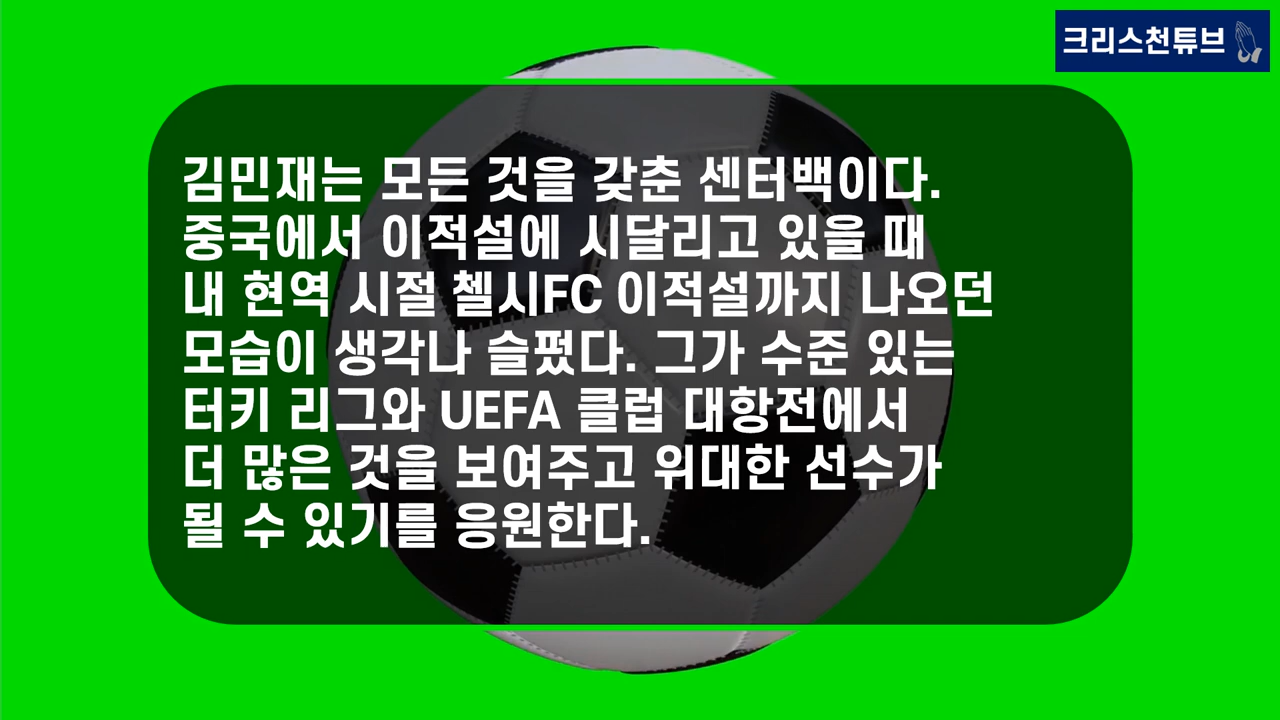 크리스천튜브
김민재는 모든 것을 갖춘 센터백이다.
중국에서 이적설에 시달리고 있을 때
내 현역 시절 첼시FC 이적설까지 나오던
모습이 생각나 슬펐다. 그가 수준 있는
터키 리그와 UEFA 클럽 대항전에서
더 많은 것을 보여주고 위대한 선수가
될 수 있기를 응원한다.